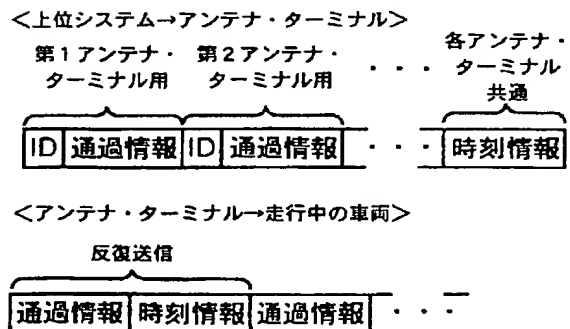 ＜上位システム→アンテナ・ターミナル＞
第1アンテナ・ 第2アンテナ・ 各アンテナ・
ターミナル用 ターミナル用 ・・・ ターミナル
共通
ID 通過情報 ID 通過情報 ・・・ 時刻情報
＜アンテナ・ターミナル→走行中の車両＞
反復送信
通過情報 時刻情報 通過情報 ・・・